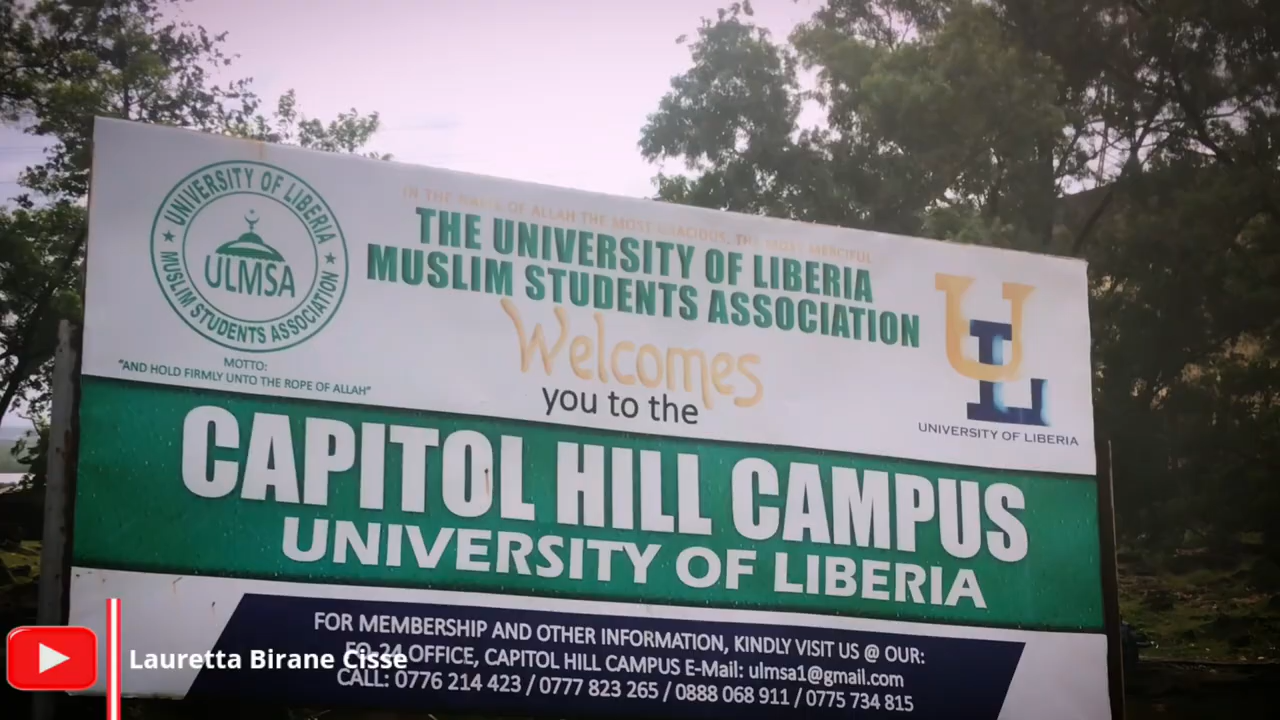 UNIVERSITY OF LIBERIA
MUSLIM STUDENTS ASSOCIATION
ULMSA
MOTTO:
"AND HOLD FIRMLY UNTO THE ROPE OF ALLAH"
IN THE NAME OF ALLAH THE MOST GRACIOUS, THE MOST MERCIFUL
THE UNIVERSITY OF LIBERIA
MUSLIM STUDENTS ASSOCIATION
Welcomes
you to the
UL
UNIVERSITY OF LIBERIA
CAPITOL HILL CAMPUS
UNIVERSITY OF LIBERIA
FOR MEMBERSHIP AND OTHER INFORMATION, KINDLY VISIT US @ OUR:
OFFICE, CAPITOL HILL CAMPUS E-Mail: ulmsa1@gmail.com
CALL: 0776 214 423 / 0777 823 265 / 0888 068 911 / 0775 734 815
Lauretta Birane Cisse